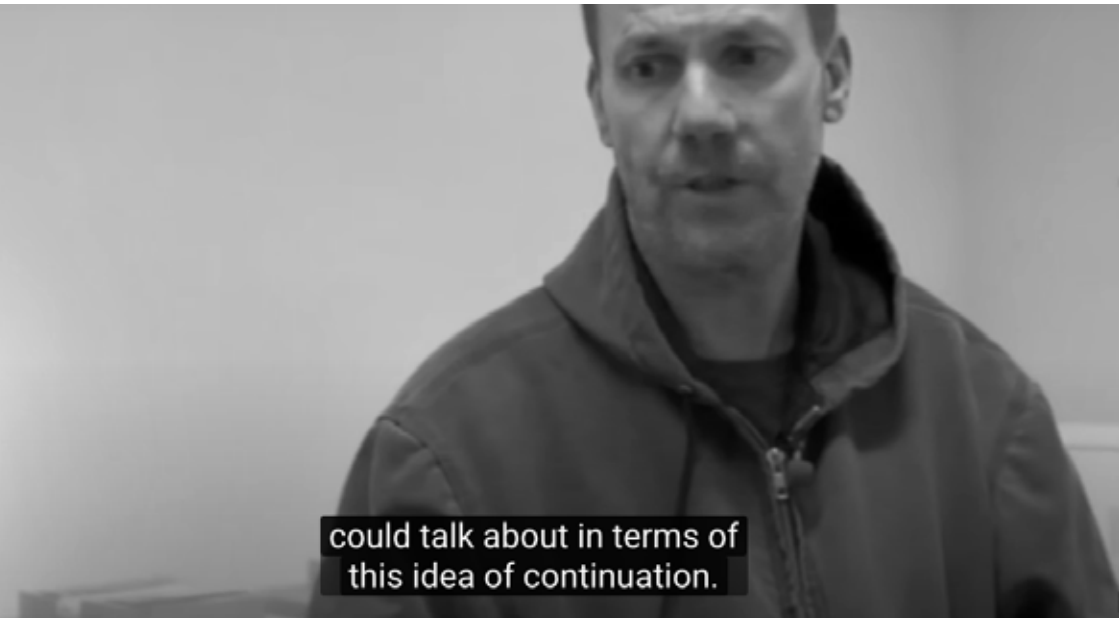 could talk about in terms of
this idea of continuation.